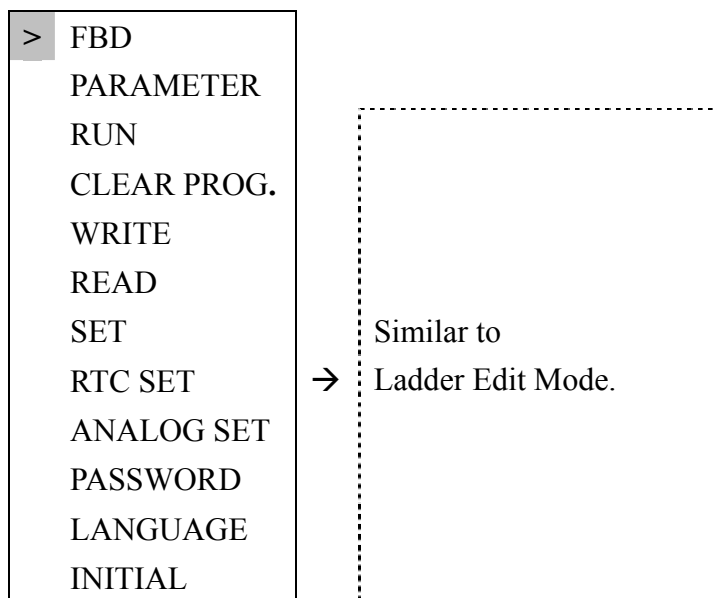 > FBD
PARAMETER
RUN
CLEAR PROG.
WRITE
READ
SET
RTC SET
ANALOG SET
PASSWORD
LANGUAGE
INITIAL
→
Similar to
Ladder Edit Mode.